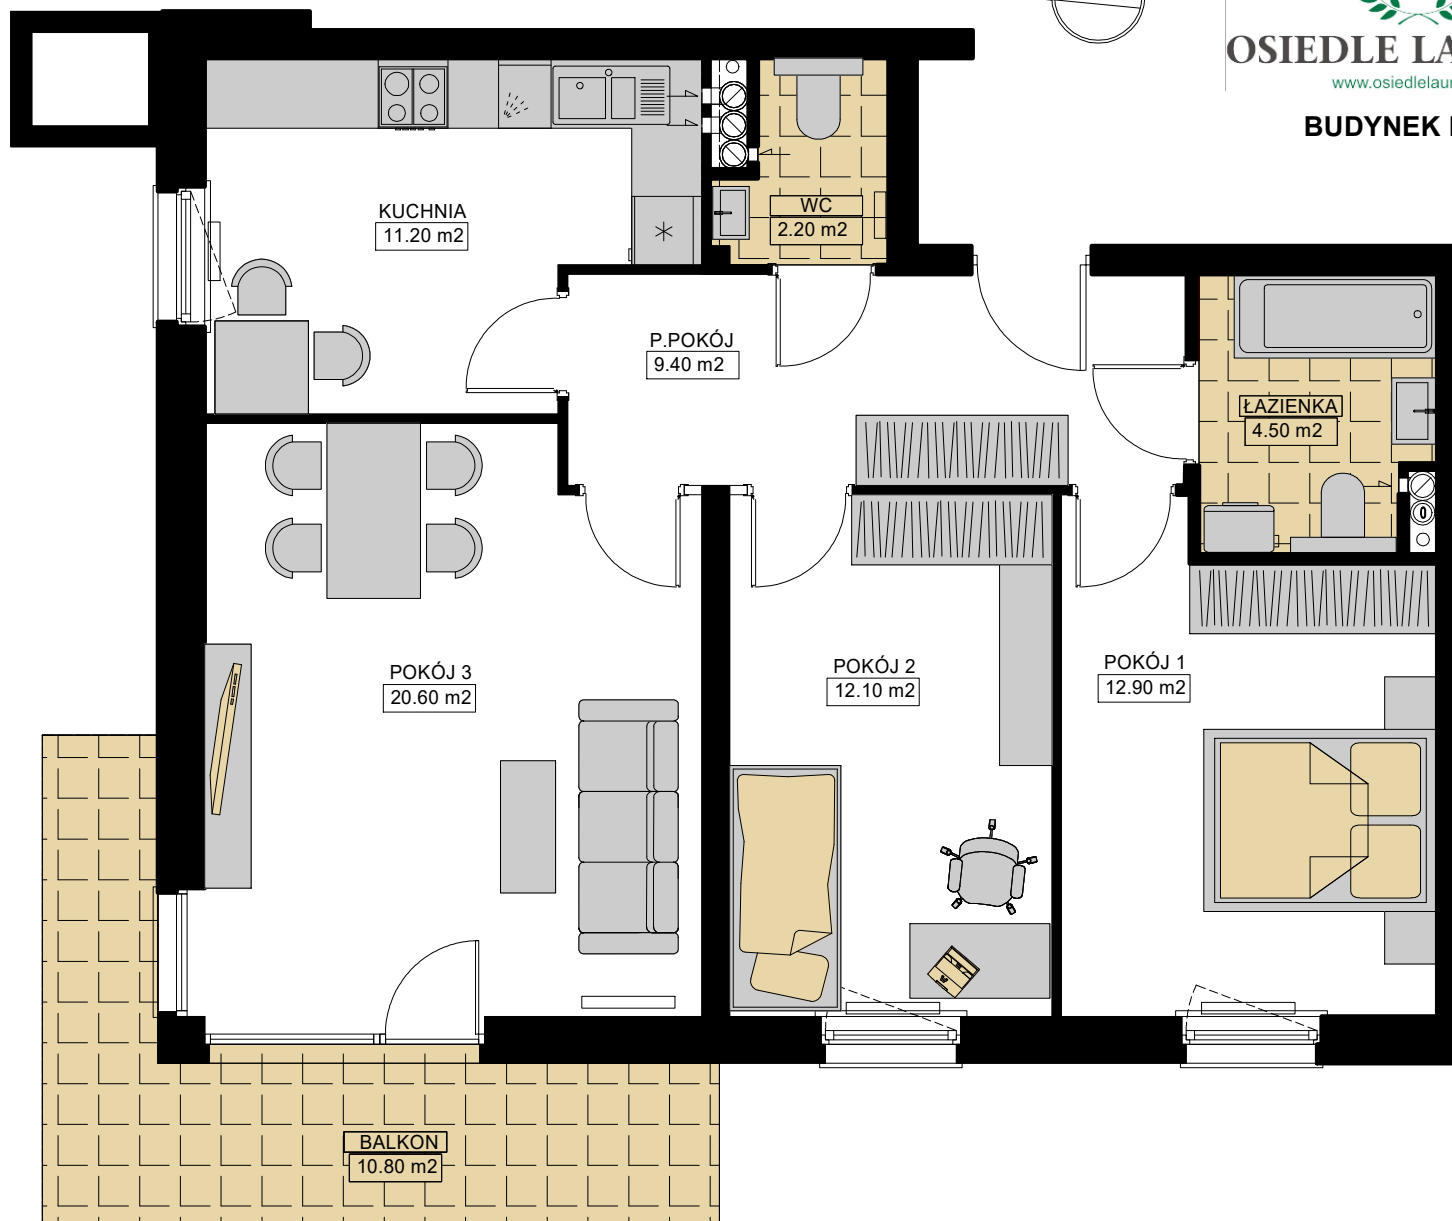 OSIEDLE LA
www.osiedlelaur
BUDYNEK
KUCHNIA
11.20 m2
WC
2.20 m2
P.POKÓJ
9.40 m2
ŁAZIENKA
4.50 m2
POKÓJ 3
20.60 m2
POKÓJ 2
12.10 m2
POKÓJ 1
12.90 m2
BALKON
10.80 m2